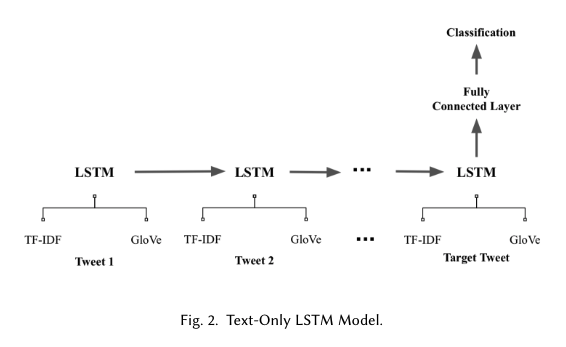 Classification
Fully
Connected Layer
LSTM LSTM ... LSTM
TF-IDF GloVe TF-IDF GloVe ... TF-IDF GloVe
Tweet 1 Tweet 2 Target Tweet
Fig. 2. Text-Only LSTM Model.